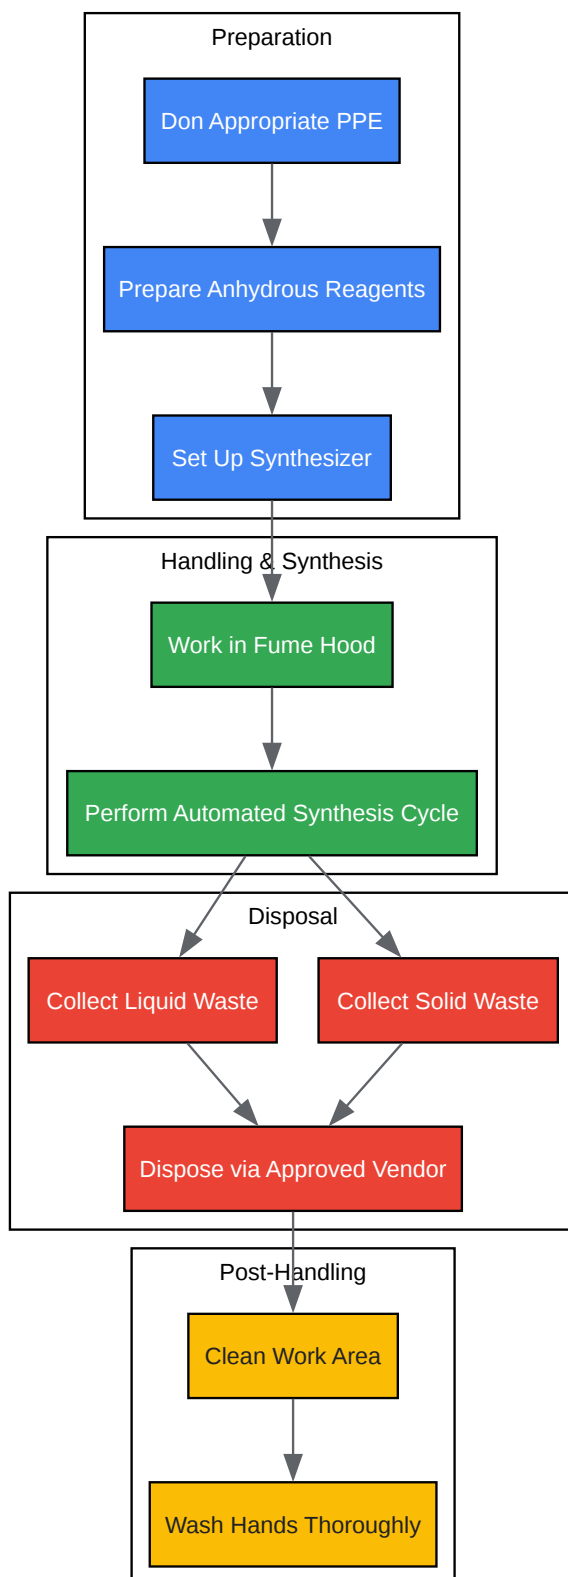 Preparation
Don Appropriate PPE
Prepare Anhydrous Reagents
Set Up Synthesizer
Handling & Synthesis
Work in Fume Hood
Perform Automated Synthesis Cycle
Disposal
Collect Liquid Waste
Collect Solid Waste
Dispose via Approved Vendor
Post-Handling
Clean Work Area
Wash Hands Thoroughly